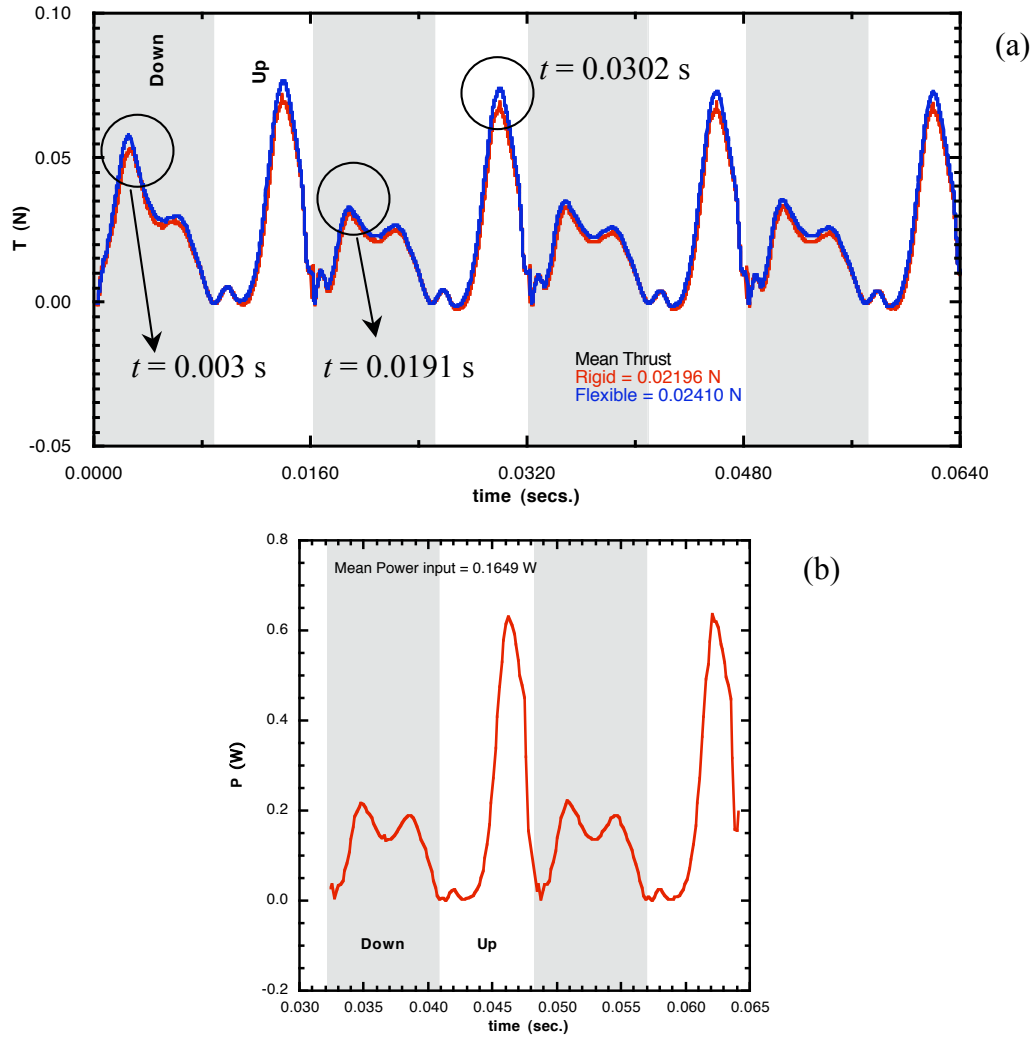 (a)
0.10
0.05
0.00
-0.05
T (N)
Down
Up
t = 0.0302 s
t = 0.003 s
t = 0.0191 s
Mean Thrust
Rigid = 0.02196 N
Flexible = 0.02410 N
0.0000 0.0160 0.0320 0.0480 0.0640
time (secs.)
(b)
0.8
0.6
0.4
0.2
0.0
-0.2
P (W)
Mean Power input = 0.1649 W
Down Up
0.030 0.035 0.040 0.045 0.050 0.055 0.060 0.065
time (sec.)